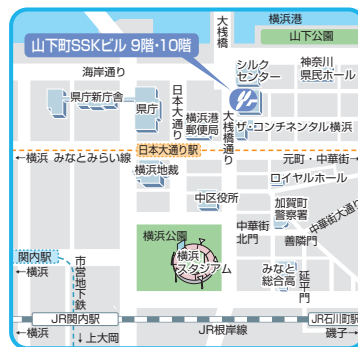 大桟橋
横浜港
山下公園
山下町SSKビル 9階・10階
海岸通り
シルク
センター
神奈川
県民ホール
県庁新庁舎
県庁
日本大通り
横浜港
郵便局
大桟橋通り
ザ・コンチネンタル横浜
日本大通り駅
←横浜 みなとみらい線
元町・中華街→
横浜地裁
ロイヤルホール
中区役所
加賀町
警察署
中華街大通り
横浜公園
中華街
北門
善隣門
関内駅
←横浜
市営地下鉄
横浜
スタジアム
みなと
総合高
延平門
JR関内駅
JR石川町駅
←横浜
↓上大岡
JR根岸線
磯子→